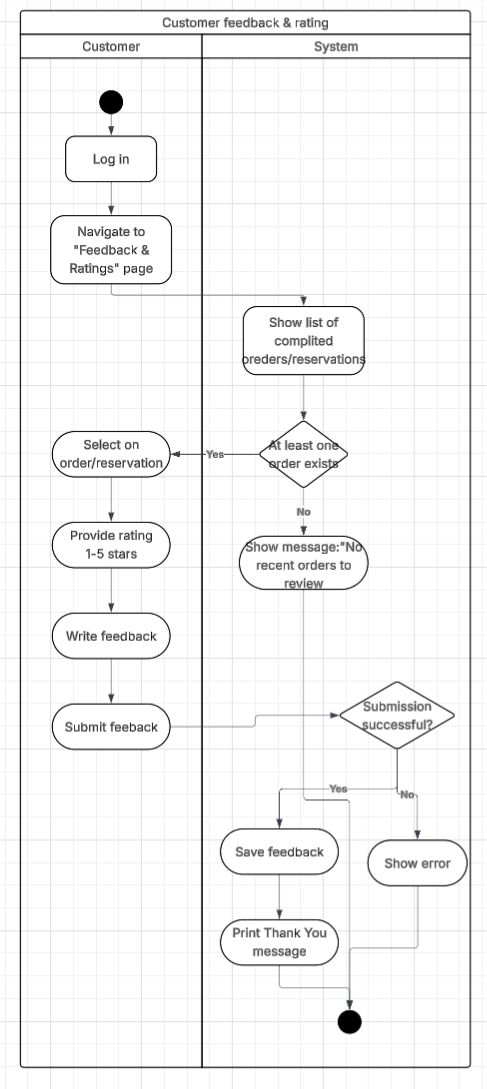 Customer feedback & rating
Customer
System
Log in
Navigate to
"Feedback &
Ratings" page
Show list of
complited
oreders/reservations
At least one
order exists
Yes
Select on
order/reservation
No
Provide rating
1-5 stars
Show message:"No
recent orders to
review
Write feedback
Submit feeback
Submission
successful?
Yes
No
Save feedback
Show error
Print Thank You
message